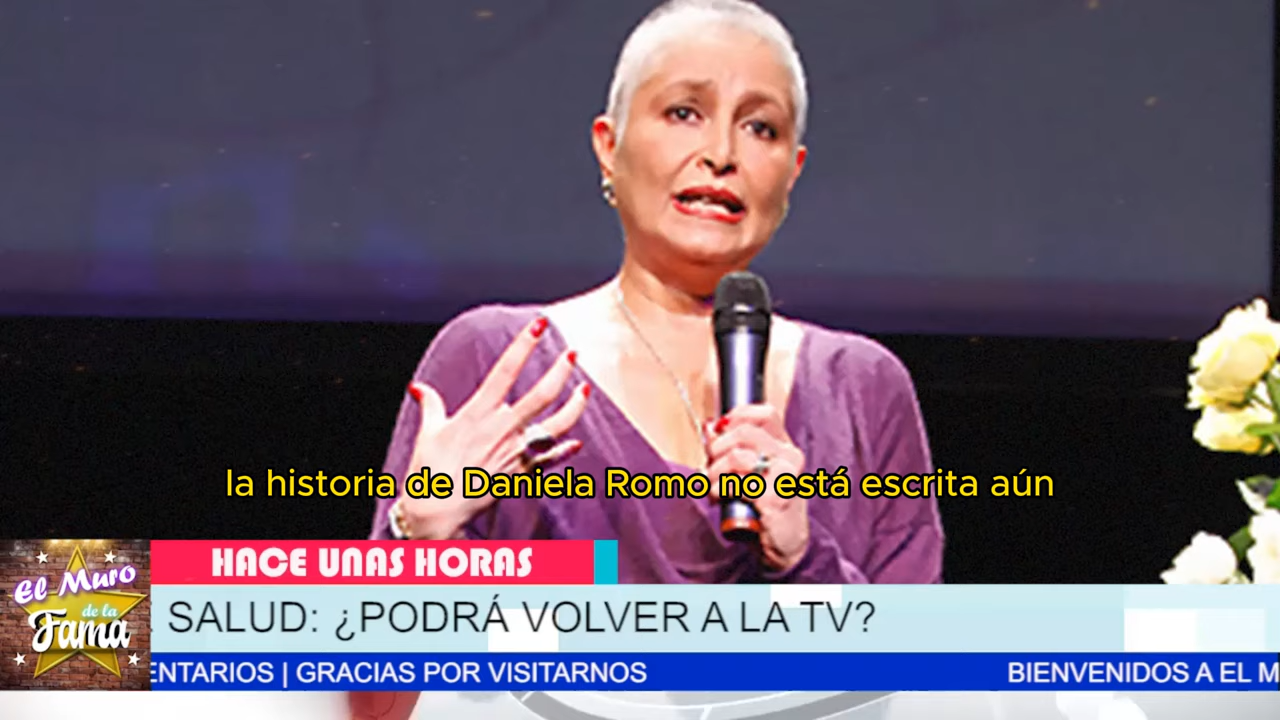 la historia de Daniela Romo no está escrita aún
HACE UNAS HORAS
El Muro
de la
Fama
SALUD: ¿PODRÁ VOLVER A LA TV?
ENTARIOS | GRACIAS POR VISITARNOS
BIENVENIDOS A EL M